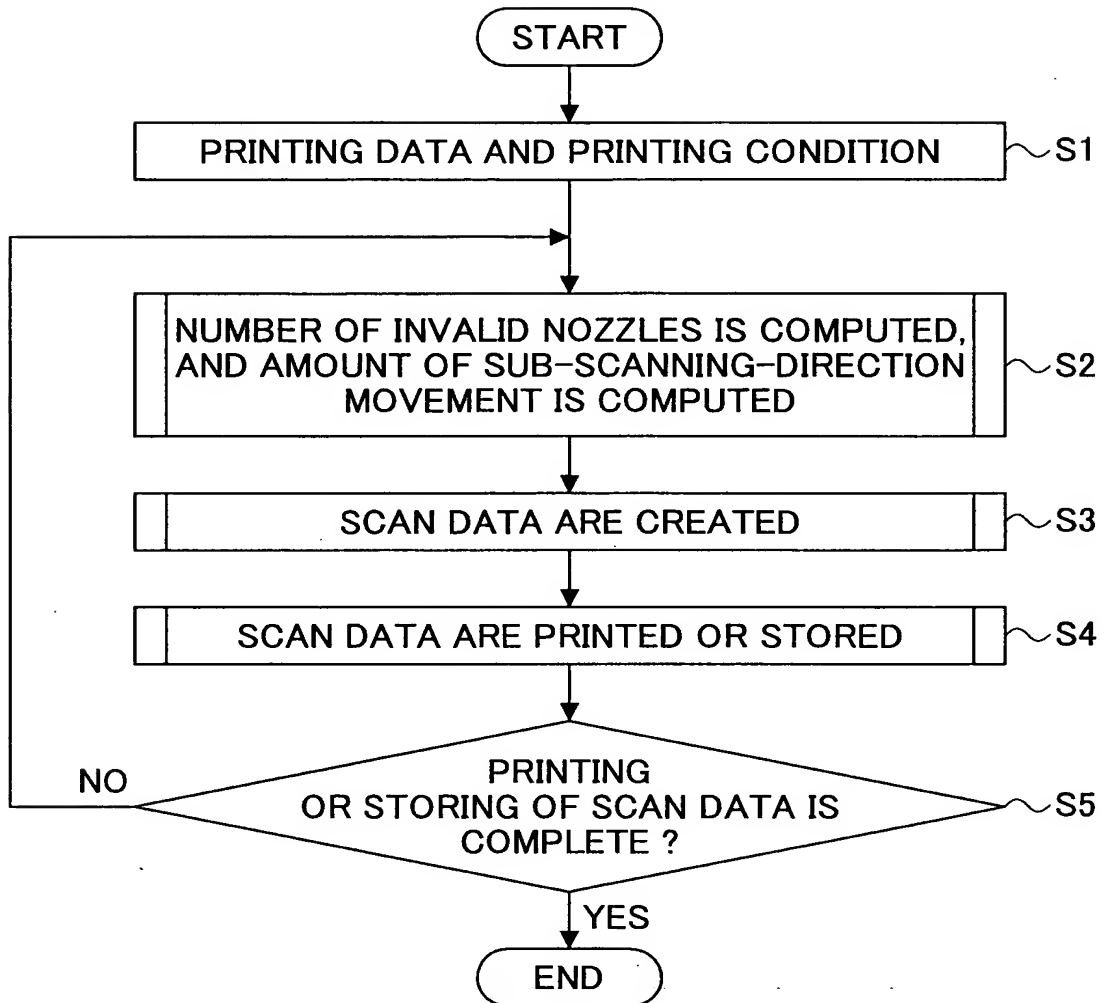 START
PRINTING DATA AND PRINTING CONDITION
S1
NUMBER OF INVALID NOZZLES IS COMPUTED,
AND AMOUNT OF SUB-SCANNING-DIRECTION
MOVEMENT IS COMPUTED
S2
SCAN DATA ARE CREATED
S3
SCAN DATA ARE PRINTED OR STORED
S4
NO
PRINTING
OR STORING OF SCAN DATA IS
COMPLETE ?
S5
YES
END